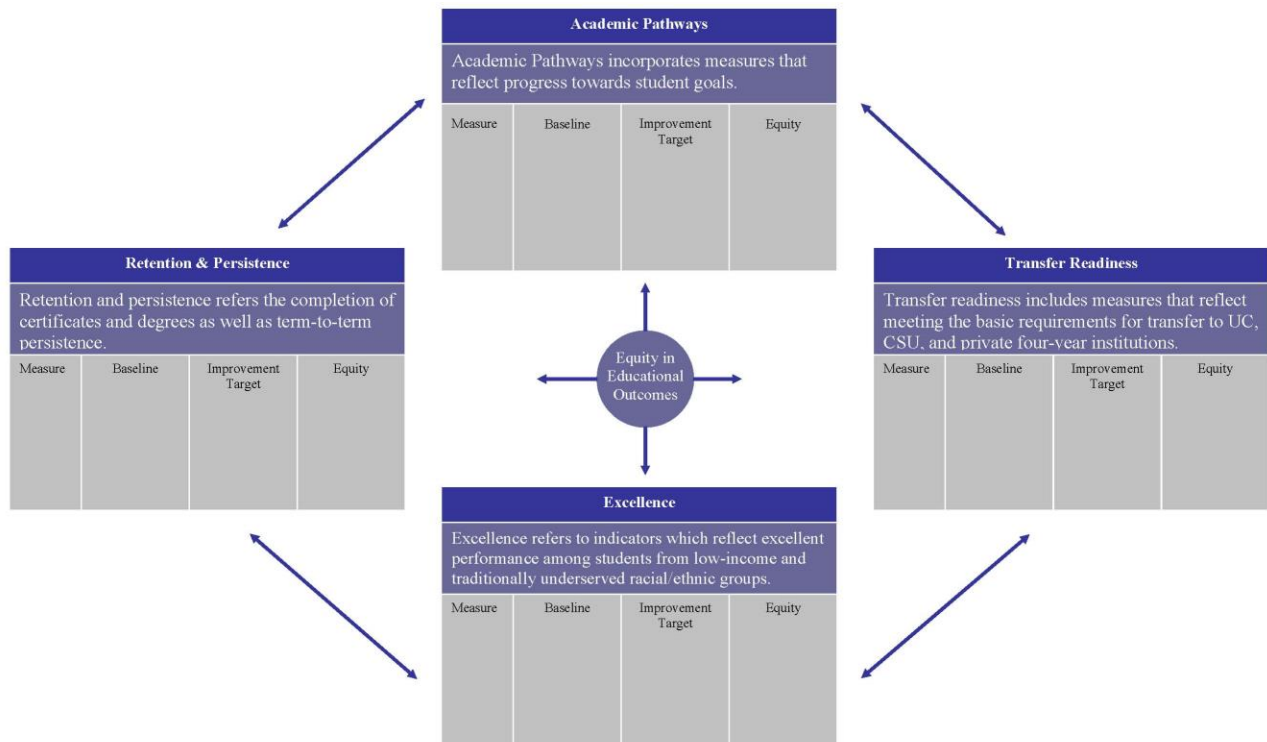 Academic Pathways
Academic Pathways incorporates measures that
reflect progress towards student goals.
Measure Baseline Improvement Equity
Target
Retention & Persistence
Retention and persistence refers the completion of
certificates and degrees as well as term-to-term
persistence.
Measure Baseline Improvement Equity
Target
Equity in
Educational
Outcomes
Transfer Readiness
Transfer readiness includes measures that reflect
meeting the basic requirements for transfer to UC,
CSU, and private four-year institutions.
Measure Baseline Improvement Equity
Target
Excellence
Excellence refers to indicators which reflect excellent
performance among students from low-income and
traditionally underserved racial/ethnic groups.
Measure Baseline Improvement Equity
Target